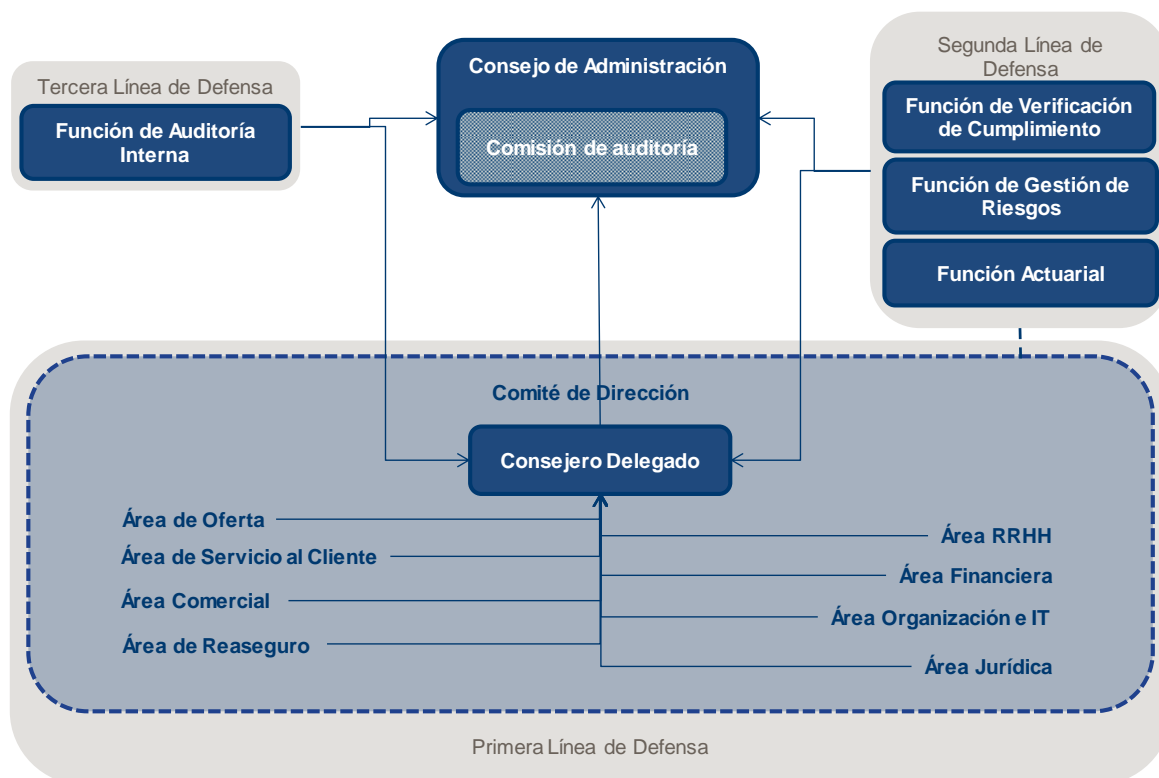 Tercera Línea de Defensa
Función de Auditoría
Interna
Consejo de Administración
Comisión de auditoría
Segunda Línea de
Defensa
Función de Verificación
de Cumplimiento
Función de Gestión de
Riesgos
Función Actuarial
Comité de Dirección
Consejero Delegado
Área de Oferta
Área de Servicio al Cliente
Área Comercial
Área de Reaseguro
Área RRHH
Área Financiera
Área Organización e IT
Área Jurídica
Primera Línea de Defensa